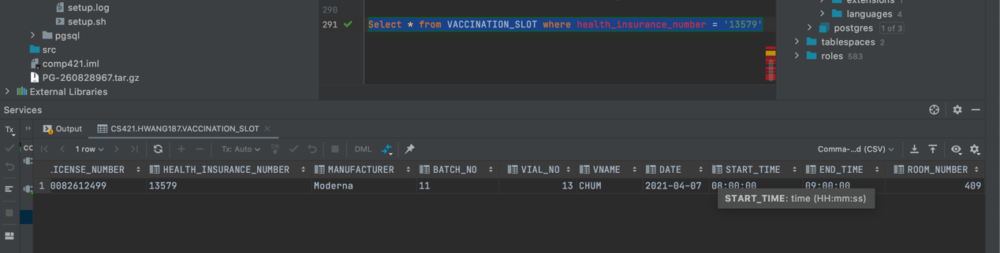 setup.log
setup.sh
pgsql
src
comp421.iml
PG-260828967.tar.gz
External Libraries
290
291 Select * from VACCINATION_SLOT where health_insurance_number = '13579'
extensions 1
languages 4
postgres 1 of 3
tablespaces 2
roles 583
Services
Tx Output CS421.HWANG187.VACCINATION_SLOT
co
1 row Tx: Auto DML Comma-...d (CSV)
LICENSE_NUMBER HEALTH_INSURANCE_NUMBER MANUFACTURER BATCH_NO VIAL_NO VNAME DATE START_TIME END_TIME ROOM_NUMBER
1 0082612499 13579 Moderna 11 13 CHUM 2021-04-07 08:00:00 09:00:00 409
START_TIME: time (HH:mm:ss)